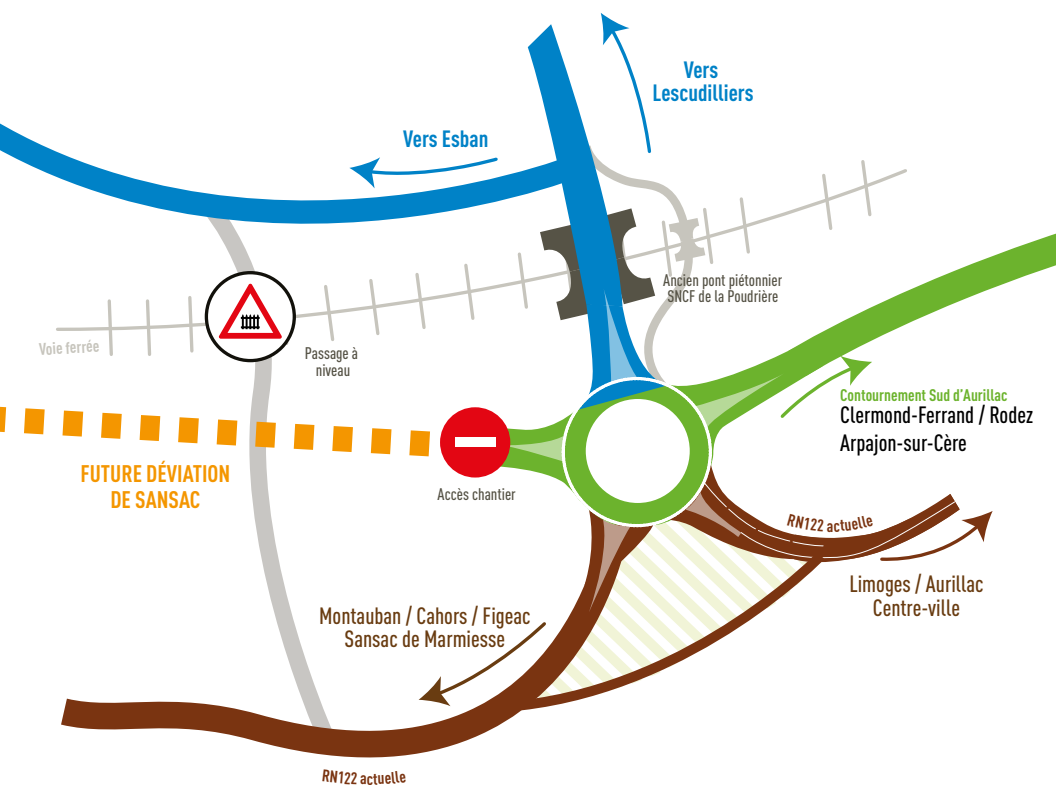 Vers
Lescudilliers
Vers Esban
Ancien pont piétonnier
SNCF de la Poudrière
Voie ferrée
Passage à
niveau
Contournement Sud d'Aurillac
Clermond-Ferrand / Rodez
Arpajon-sur-Cère
FUTURE DÉVIATION
DE SANSAC
Accès chantier
RN122 actuelle
Limoges / Aurillac
Centre-ville
Montauban / Cahors / Figeac
Sansac de Marmiesse
RN122 actuelle